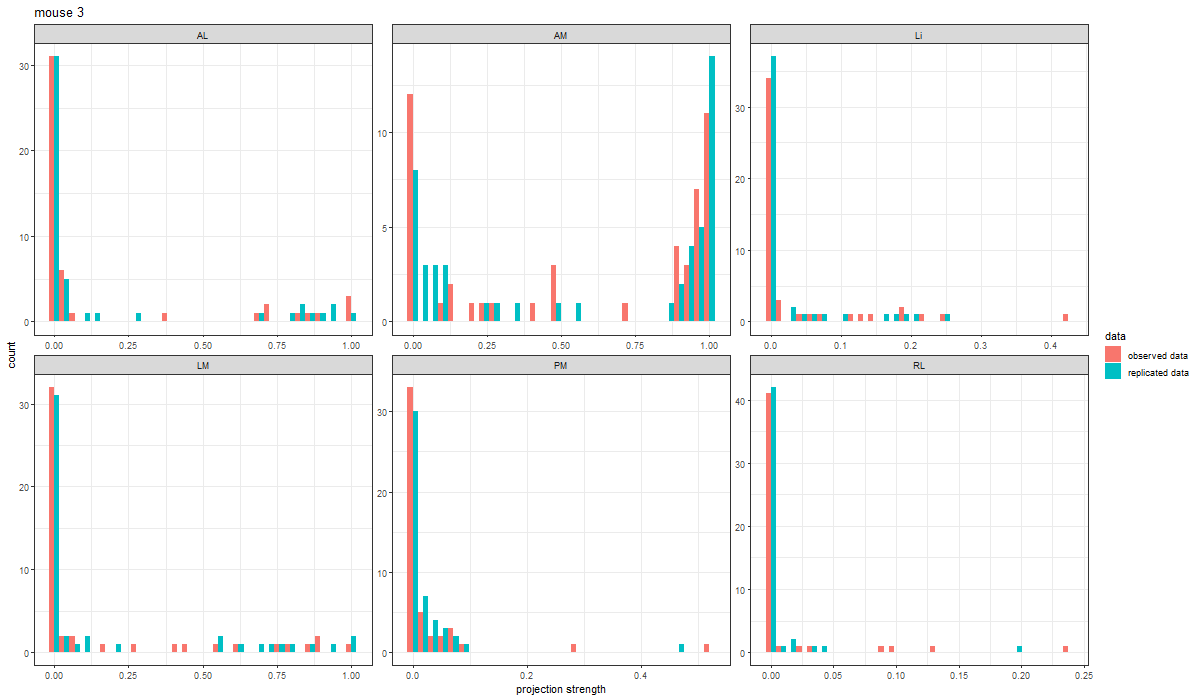 mouse 3
AL
AM
Li
30
20
10
0
0.00 0.25 0.50 0.75 1.00
10
5
0
0.00 0.25 0.50 0.75 1.00
30
20
10
0
0.0 0.1 0.2 0.3 0.4
LM
PM
RL
30
20
10
0
0.00 0.25 0.50 0.75 1.00
30
20
10
0
0.0 0.2 0.4
40
30
20
10
0
0.00 0.05 0.10 0.15 0.20 0.25
count
projection strength
data
observed data
replicated data